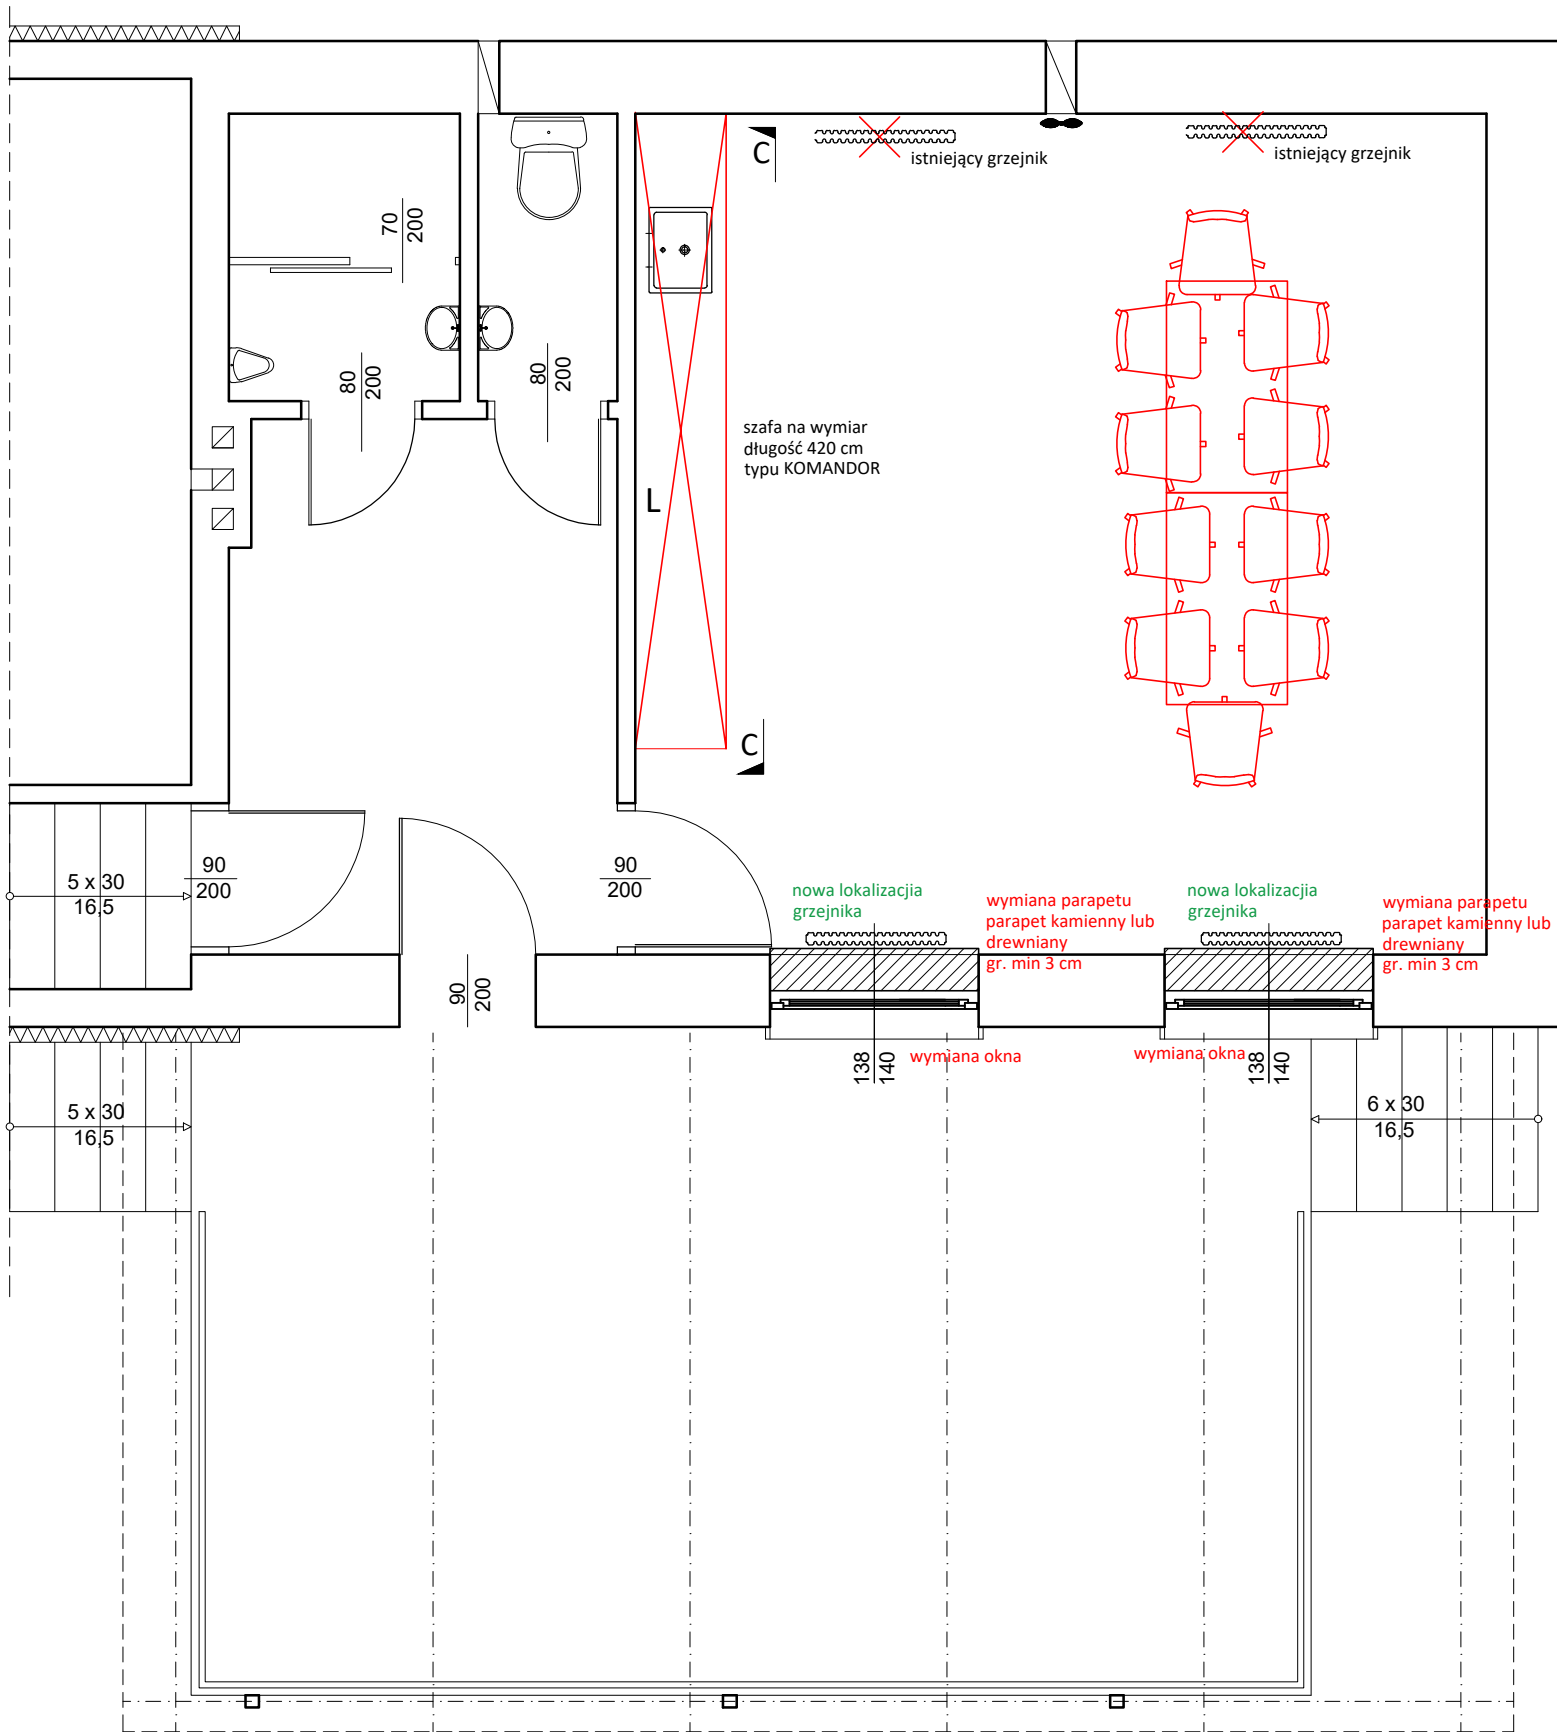 C
istniejący grzejnik
istniejący grzejnik
70
200
80
200
80
200
szafa na wymiar
długość 420 cm
typu KOMANDOR
L
C
5 x 30
16,5
90
200
90
200
90
200
nowa lokalizacjia
grzejnika
wymiana parapetu
parapet kamienny lub
drewniany
gr. min 3 cm
nowa lokalizacjia
grzejnika
wymiana parapetu
parapet kamienny lub
drewniany
gr. min 3 cm
138
140
wymiana okna
wymiana okna
138
140
5 x 30
16,5
6 x 30
16,5